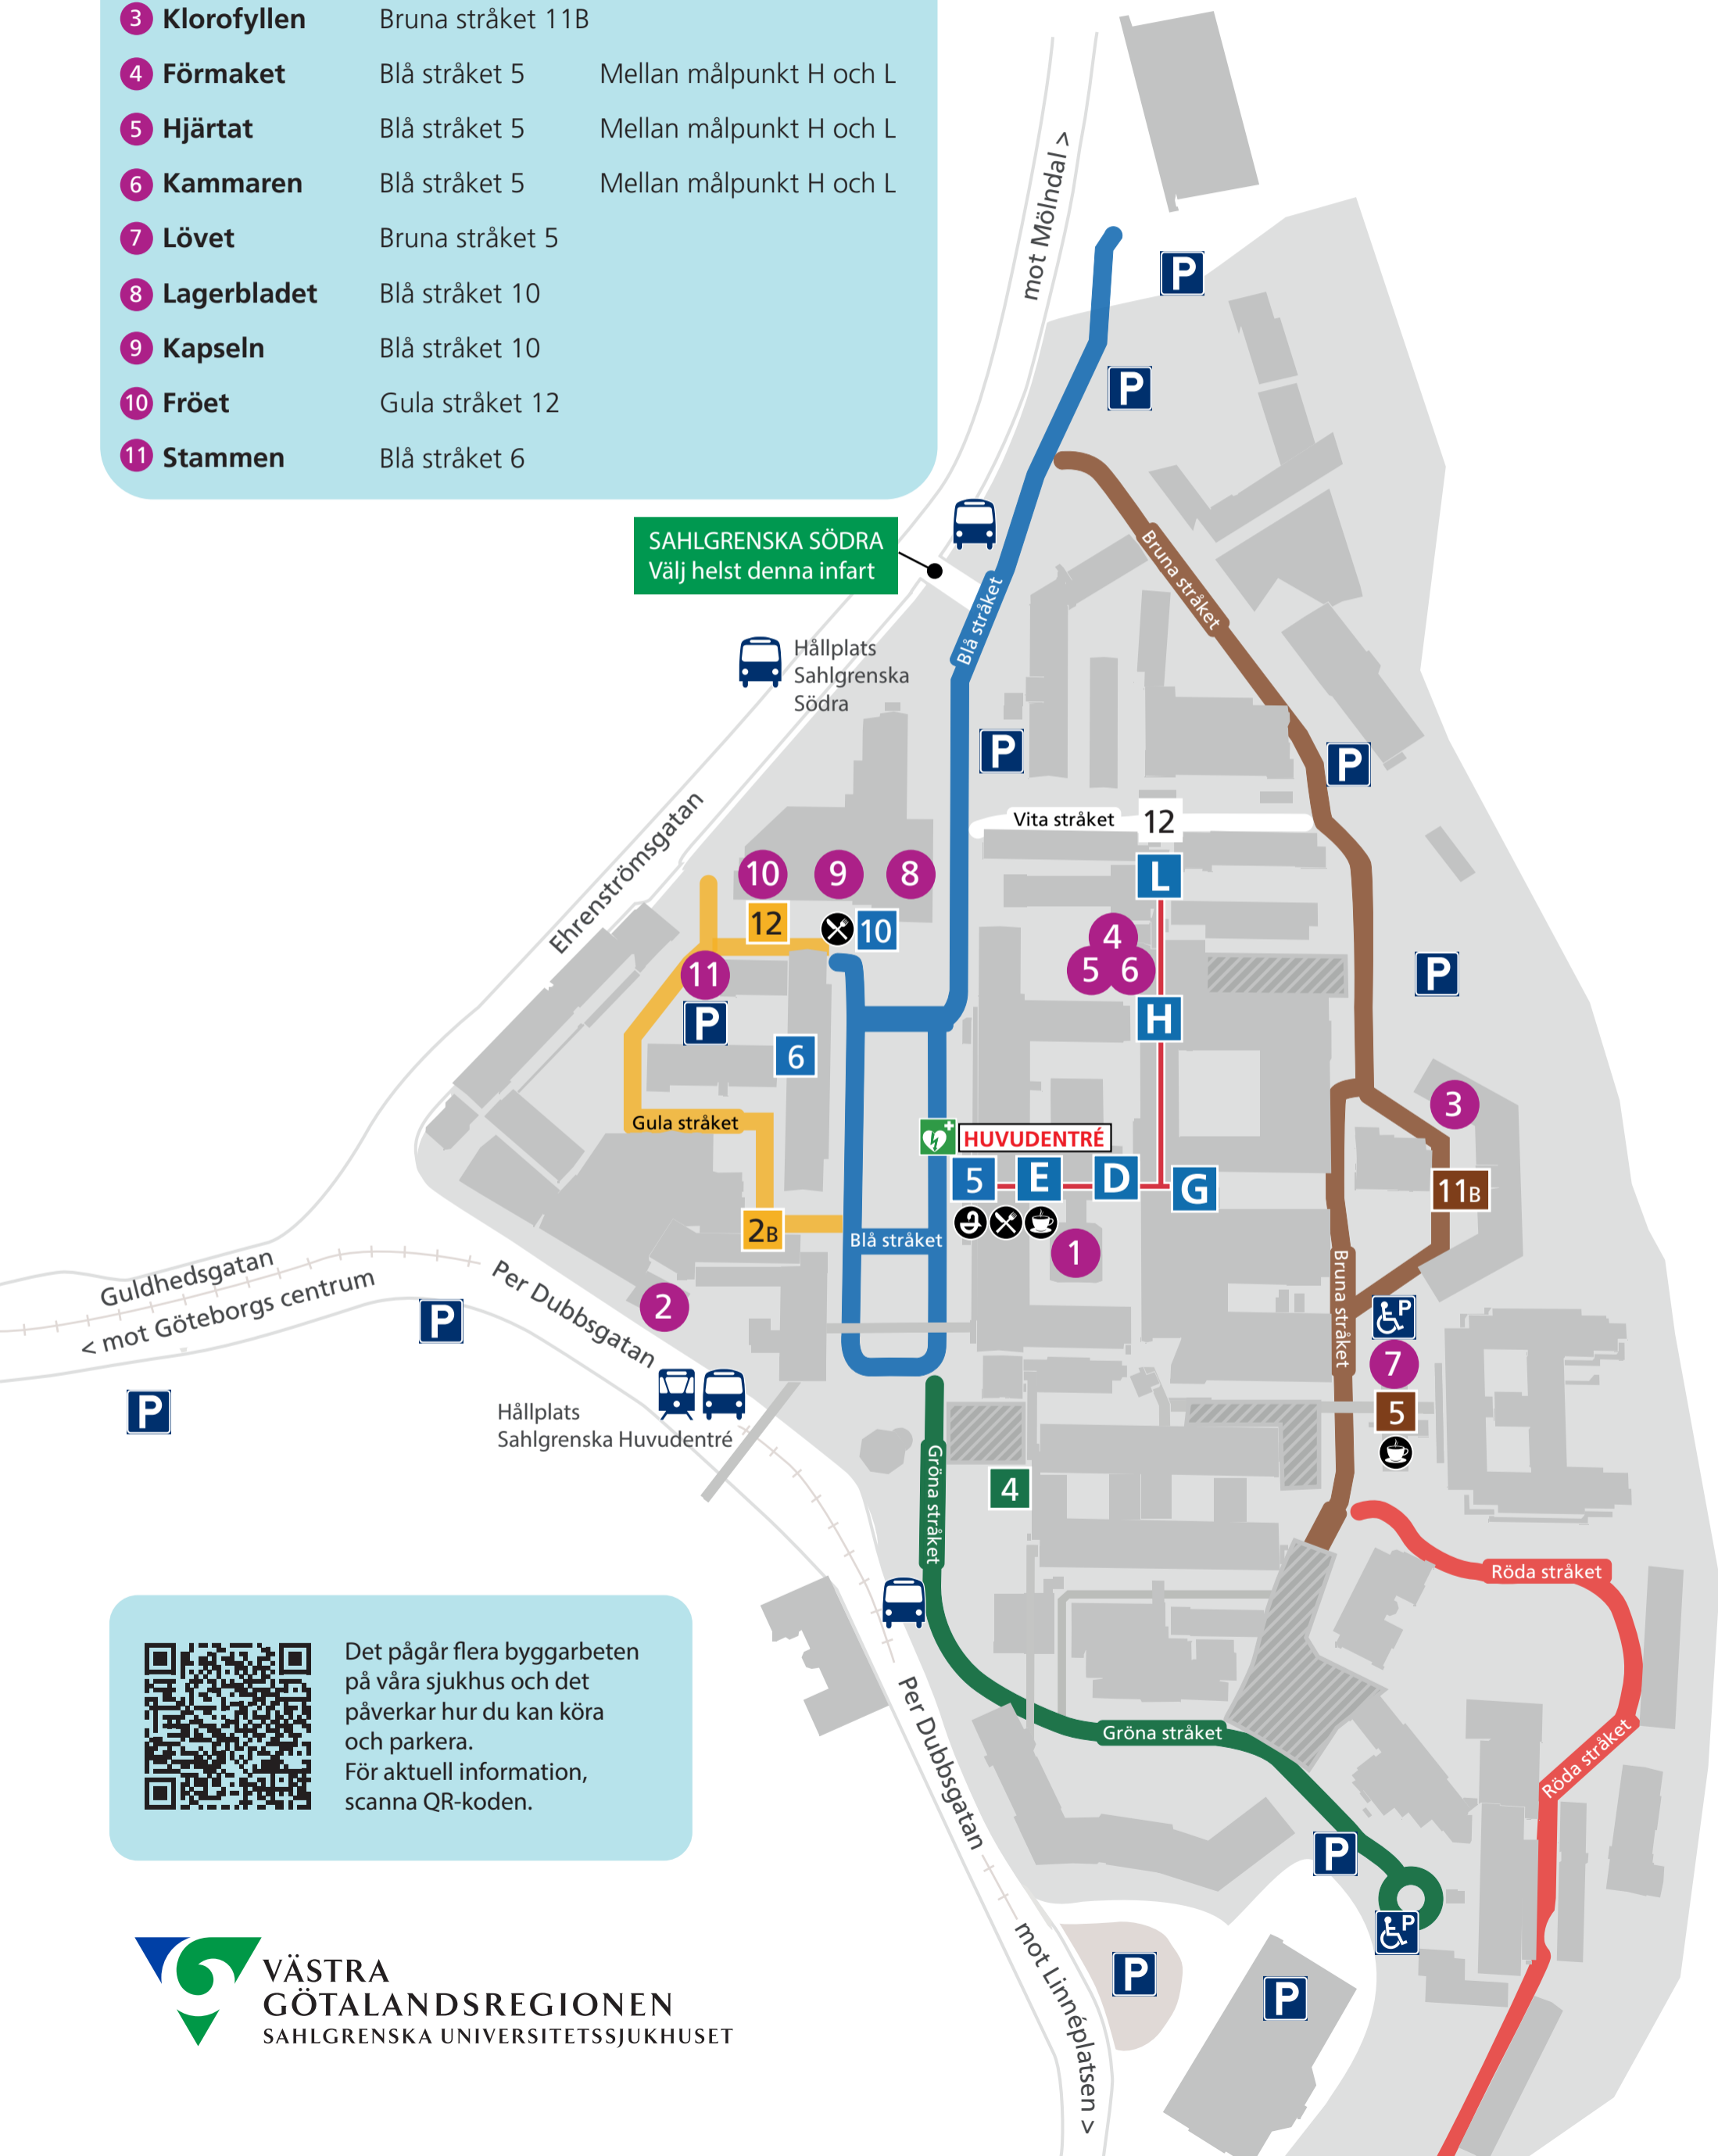 3 Klorofyllen Bruna stråket 11B
4 Förmaket Blå stråket 5 Mellan målpunkt H och L
5 Hjärtat Blå stråket 5 Mellan målpunkt H och L
6 Kammaren Blå stråket 5 Mellan målpunkt H och L
7 Lövet Bruna stråket 5
8 Lagerbladet Blå stråket 10
9 Kapseln Blå stråket 10
10 Fröet Gula stråket 12
11 Stammen Blå stråket 6
mot Mölndal >
P
P
SAHLGRENSKA SÖDRA
Välj helst denna infart
Bruna stråket
Blå stråket
Hållplats
Sahlgrenska
Södra
P
P
Ehrenströmsgatan
Vita stråket
12
L
10
9
8
12
10
4
5
6
11
P
P
H
6
3
Gula stråket
HUVUDENTRÉ
5
E
D
G
11B
2B
Blå stråket
1
Bruna stråket
Guldhedsgatan
< mot Göteborgs centrum
Per Dubbsgatan
2
P
P
7
P
5
Hållplats
Sahlgrenska Huvudentré
Gröna stråket
4
Röda stråket
Det pågår flera byggarbeten
på våra sjukhus och det
påverkar hur du kan köra
och parkera.
För aktuell information,
scanna QR-koden.
Per Dubbsgatan
Gröna stråket
Röda stråket
P
P
mot Linnéplatsen >
P
P
VÄSTRA
GÖTALANDSREGIONEN
SAHLGRENSKA UNIVERSITETSSJUKHUSET